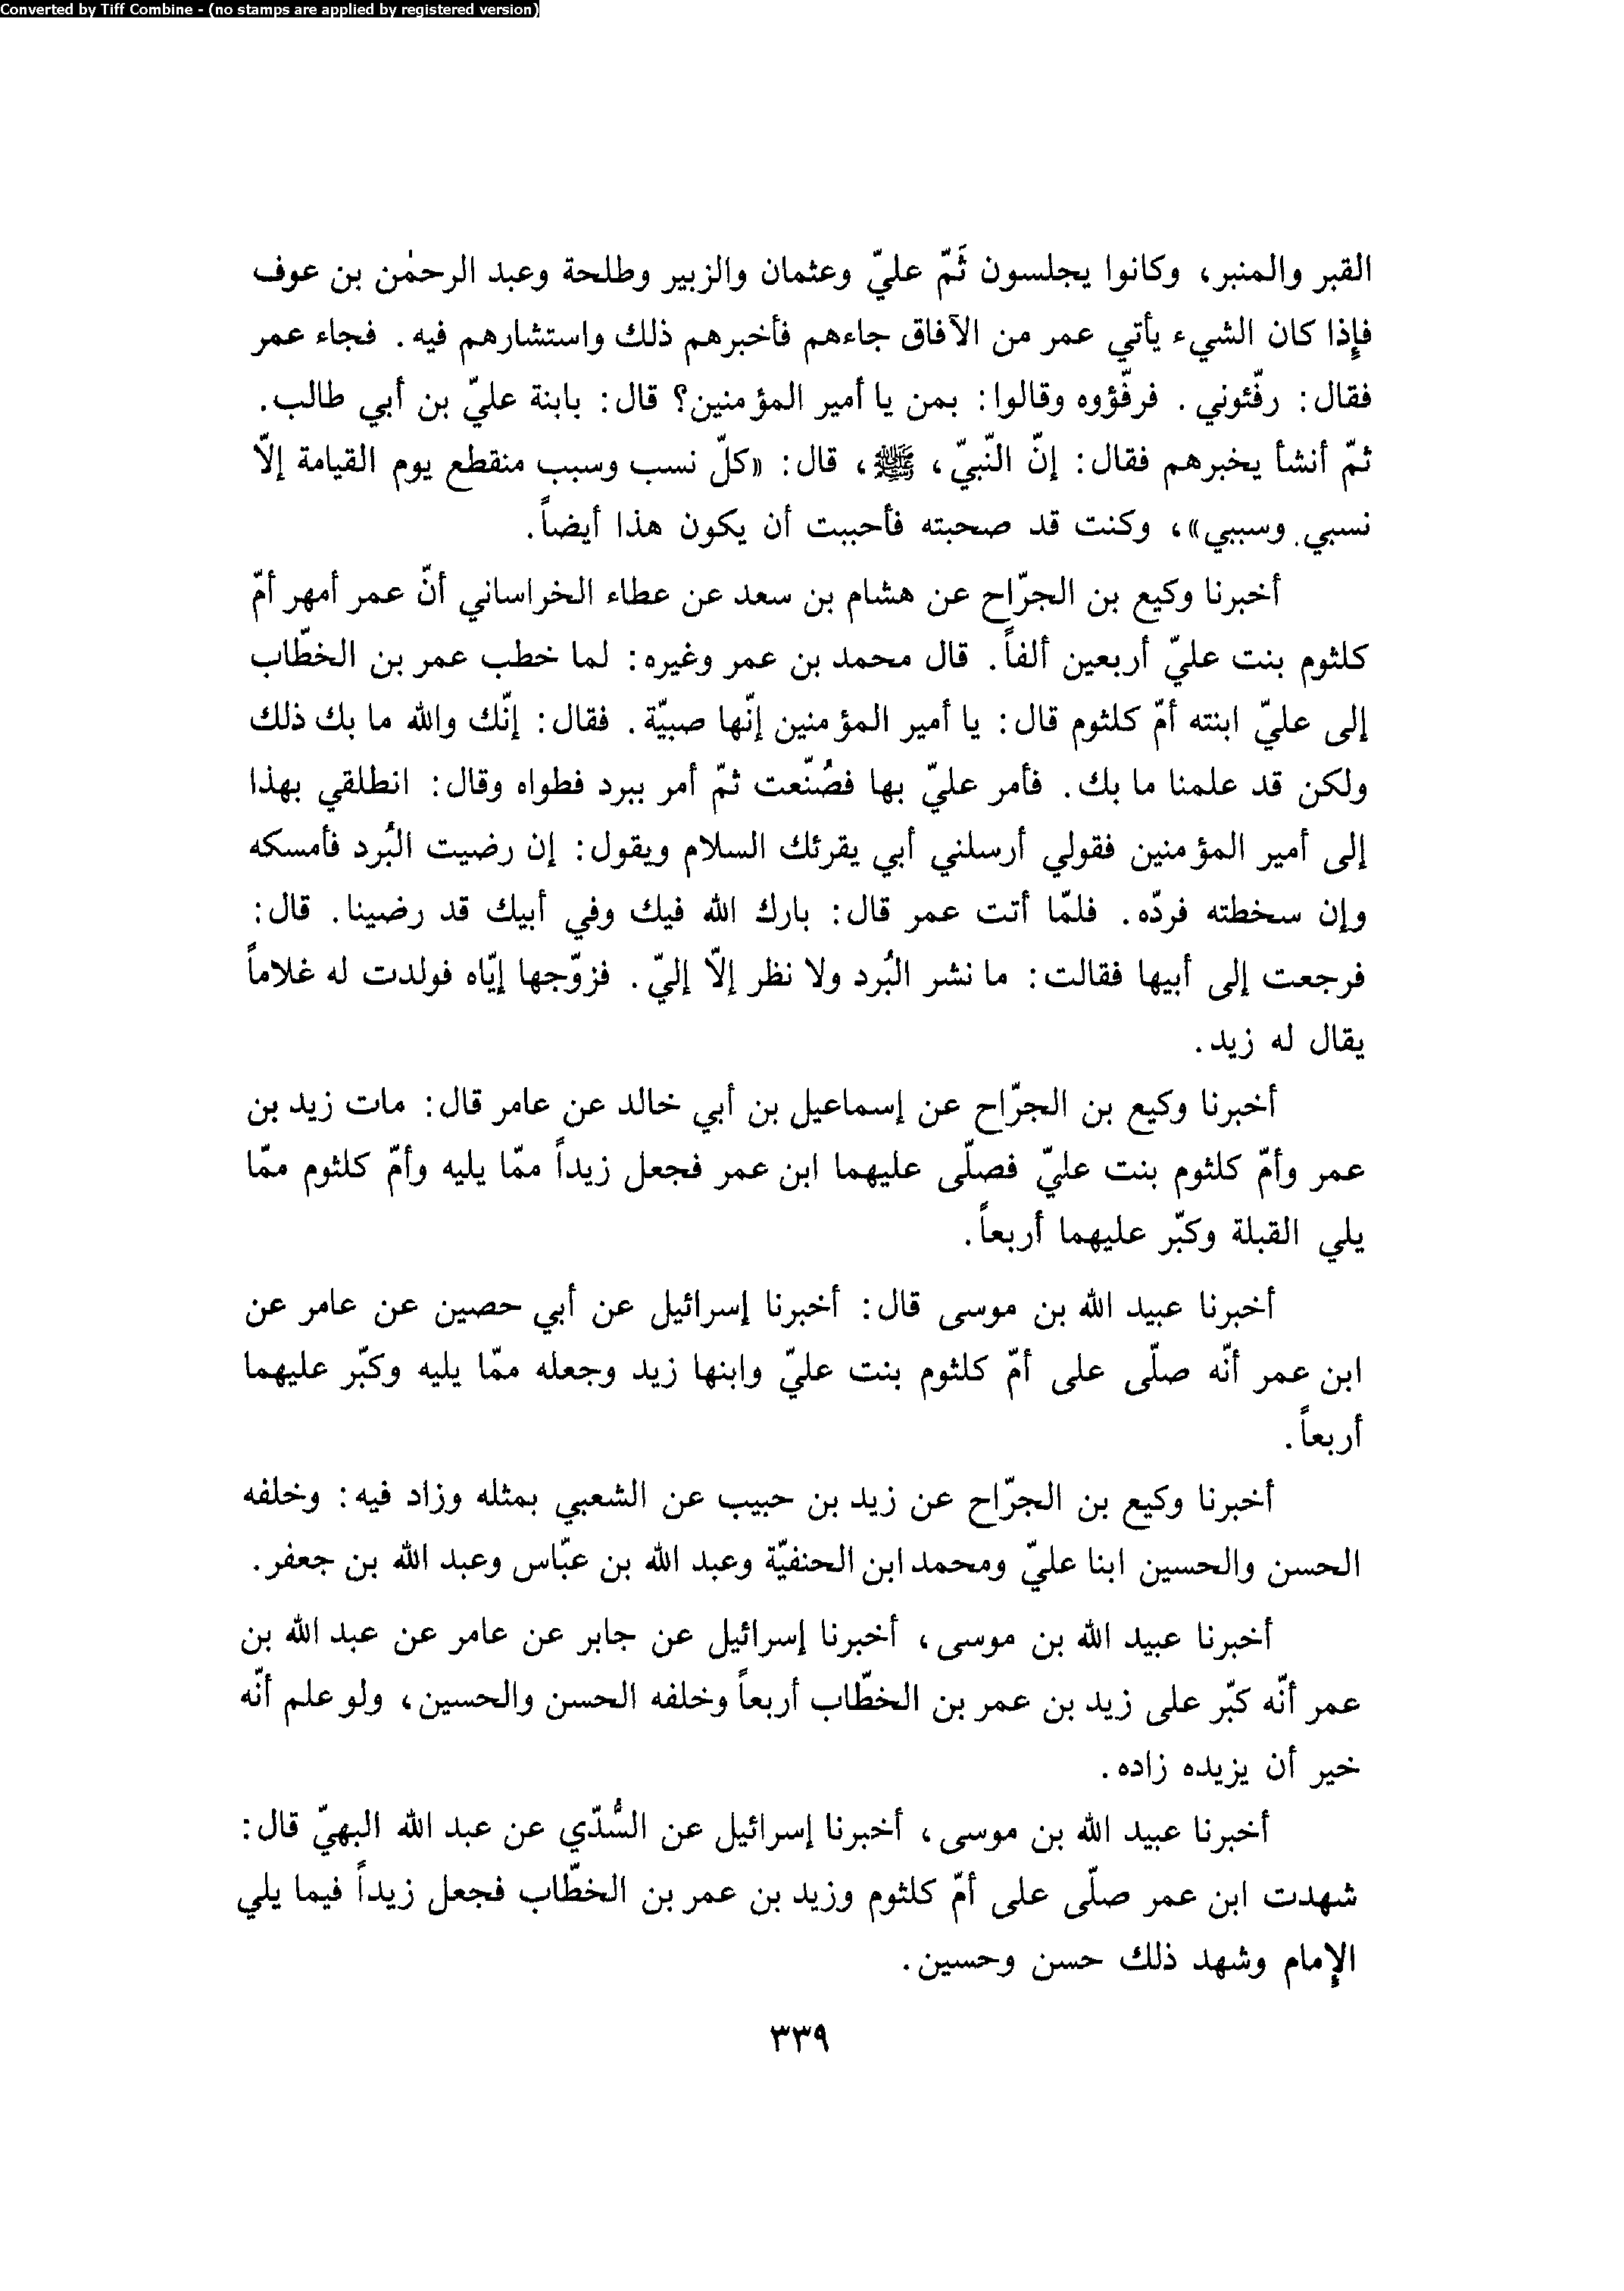 Converted by Tiff Combine - (no stamps are applied by registered version)
القبر والمنبر، وكانوا يجلسون ثَمّ عليّ وعثمان والزبير وطلحة وعبد الرحمٰن بن عوف
فإِذا كان الشيء يأتي عمر من الآفاق جاءهم فأخبرهم ذلك واستشارهم فيه. فجاء عمر
فقال: رفّئوني. فرفّؤوه وقالوا: بمن يا أمير المؤمنين؟ قال: بابنة عليّ بن أبي طالب.
ثمّ أنشأ يخبرهم فقال: إنّ النّبيّ، ﷺ، قال: «كلّ نسب وسبب منقطع يوم القيامة إلّا
نسبي وسببي»، وكنت قد صحبته فأحببت أن يكون هذا أيضاً.
أخبرنا وكيع بن الجرّاح عن هشام بن سعد عن عطاء الخراساني أنّ عمر أمهر أمّ
كلثوم بنت عليّ أربعين ألفاً. قال محمد بن عمر وغيره: لما خطب عمر بن الخطّاب
إلى عليّ ابنته أمّ كلثوم قال: يا أمير المؤمنين إنّها صبيّة. فقال: إنّك والله ما بك ذلك
ولكن قد علمنا ما بك. فأمر عليّ بها فصُنّعت ثمّ أمر ببرد فطواه وقال: انطلقي بهذا
إلى أمير المؤمنين فقولي أرسلني أبي يقرئك السلام ويقول: إن رضيت البُرد فأمسكه
وإن سخطته فردّه. فلمّا أتت عمر قال: بارك الله فيك وفي أبيك قد رضينا. قال:
فرجعت إلى أبيها فقالت: ما نشر البُرد ولا نظر إلّا إليّ. فزوّجها إيّاه فولدت له غلاماً
يقال له زيد.
أخبرنا وكيع بن الجرّاح عن إسماعيل بن أبي خالد عن عامر قال: مات زيد بن
عمر وأمّ كلثوم بنت عليّ فصلّى عليهما ابن عمر فجعل زيداً ممّا يليه وأمّ كلثوم ممّا
يلي القبلة وكبّر عليهما أربعاً.
أخبرنا عبيد الله بن موسى قال: أخبرنا إسرائيل عن أبي حصين عن عامر عن
ابن عمر أنّه صلّى على أمّ كلثوم بنت عليّ وابنها زيد وجعله ممّا يليه وكبّر عليهما
أربعاً.
أخبرنا وكيع بن الجرّاح عن زيد بن حبيب عن الشعبي بمثله وزاد فيه: وخلفه
الحسن والحسين ابنا عليّ ومحمد ابن الحنفيّة وعبد الله بن عبّاس وعبد الله بن جعفر.
أخبرنا عبيد الله بن موسى، أخبرنا إسرائيل عن جابر عن عامر عن عبد الله بن
عمر أنّه كبّر على زيد بن عمر بن الخطّاب أربعاً وخلفه الحسن والحسين، ولو علم أنّه
خير أن يزيده زاده.
أخبرنا عبيد الله بن موسى، أخبرنا إسرائيل عن السُّدّي عن عبد الله البهيّ قال:
شهدت ابن عمر صلّى على أمّ كلثوم وزيد بن عمر بن الخطّاب فجعل زيداً فيما يلي
الإِمام وشهد ذلك حسن وحسين.
٣٣٩